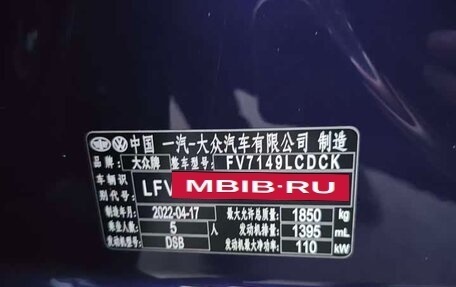 中国 一汽-大众汽车有限公司 制造
品牌: 大众牌 整车型号: FV7149LCDCK
车辆识别代号: LFV MBIB.RU
制造年月: 2022-04-17 最大允许总质量: 1850 kg
乘坐人数: 5 人 发动机排量: 1395 mL
发动机型号: DSB 发动机最大净功率: 110 kW